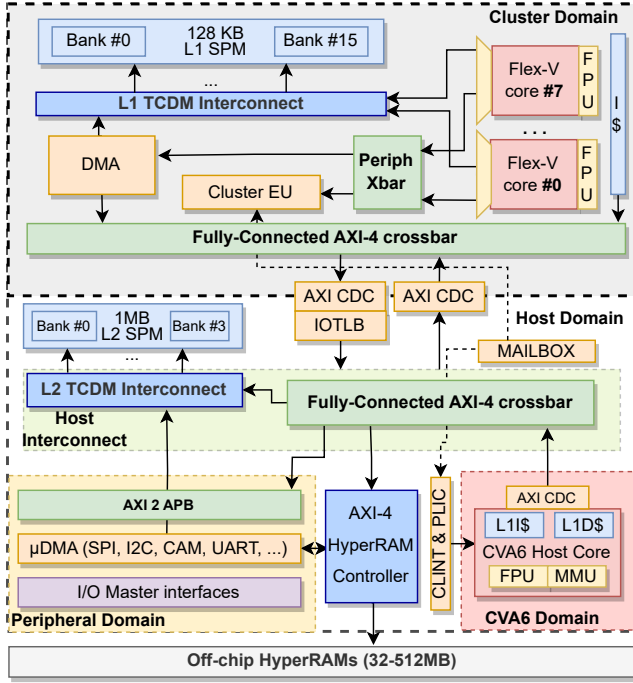 Cluster Domain
Bank #0
128 KB
L1 SPM
Bank #15
L1 TCDM Interconnect
Flex-V
core #7
F
P
U
I
$
...
DMA
Periph
Xbar
...
Cluster EU
Flex-V
core #0
F
P
U
Fully-Connected AXI-4 crossbar
AXI CDC
IOTLB
AXI CDC
Host Domain
Bank #0
1MB
L2 SPM
Bank #3
...
MAILBOX
L2 TCDM Interconnect
Host
Interconnect
Fully-Connected AXI-4 crossbar
AXI 2 APB
µDMA (SPI, I2C, CAM, UART, ...)
I/O Master interfaces
Peripheral Domain
AXI-4
HyperRAM
Controller
CLINT & PLIC
AXI CDC
L1I$
L1D$
CVA6 Host Core
FPU
MMU
CVA6 Domain
Off-chip HyperRAMs (32-512MB)